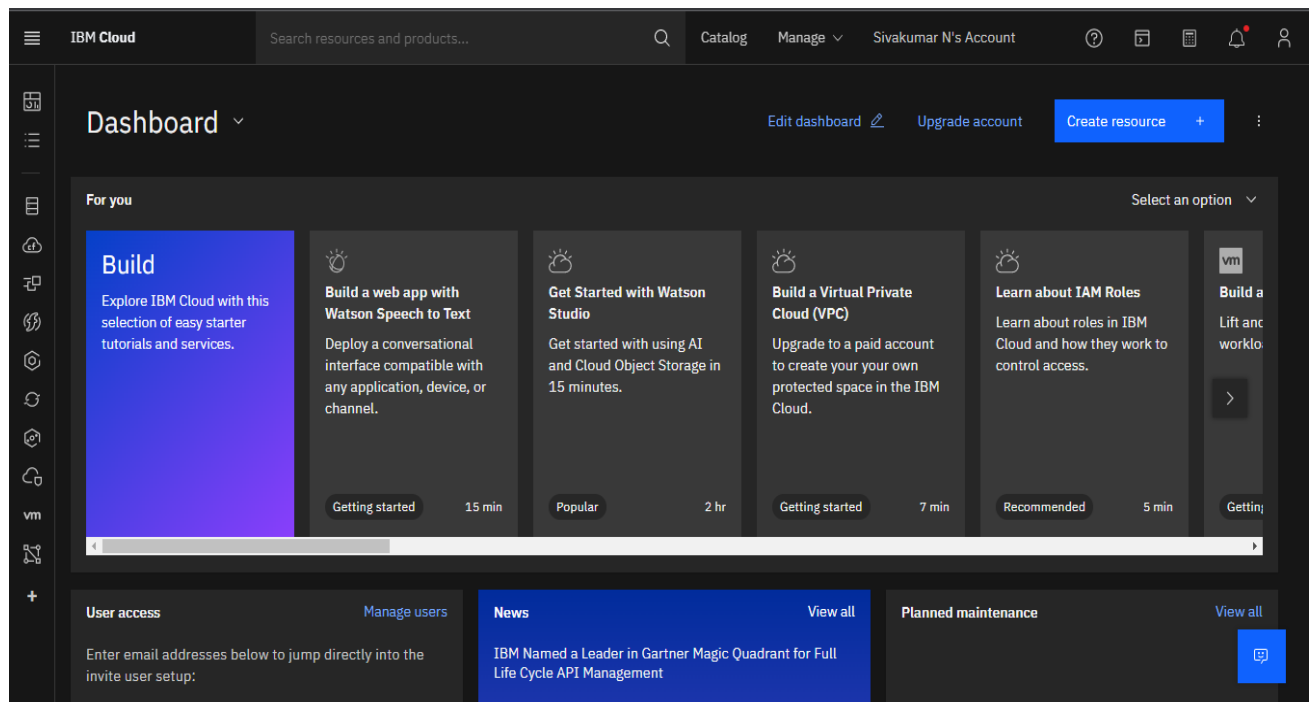 IBM Cloud
Search resources and products...
Catalog
Manage
Sivakumar N's Account
Dashboard
Edit dashboard
Upgrade account
Create resource +
For you
Select an option
Build
Explore IBM Cloud with this
selection of easy starter
tutorials and services.
Build a web app with
Watson Speech to Text
Deploy a conversational
interface compatible with
any application, device, or
channel.
Getting started
15 min
Get Started with Watson
Studio
Get started with using AI
and Cloud Object Storage in
15 minutes.
Popular
2 hr
Build a Virtual Private
Cloud (VPC)
Upgrade to a paid account
to create your your own
protected space in the IBM
Cloud.
Getting started
7 min
Learn about IAM Roles
Learn about roles in IBM
Cloud and how they work to
control access.
Recommended
5 min
vm
Build a
Lift and
worklo
Getting
cf
vm
+
User access
Manage users
Enter email addresses below to jump directly into the
invite user setup:
News
View all
IBM Named a Leader in Gartner Magic Quadrant for Full
Life Cycle API Management
Planned maintenance
View all